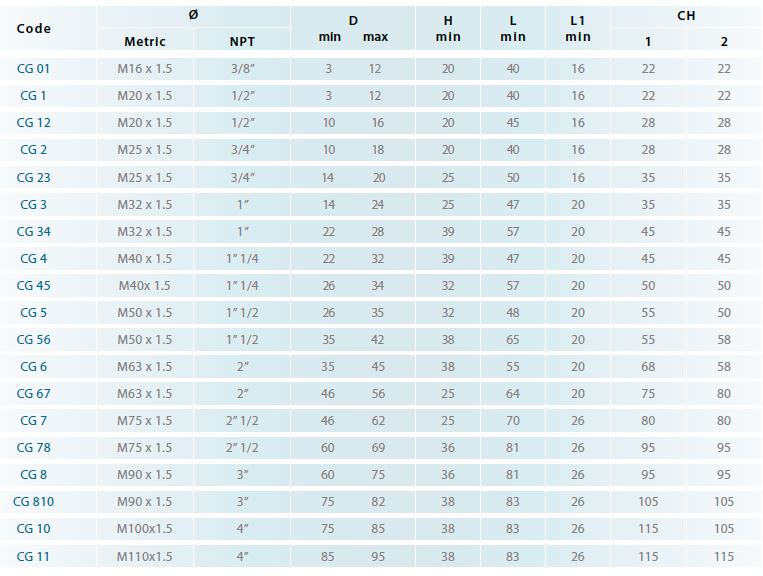 Code Ø D H L L1 CH
min max min min min
Metric NPT 1 2
CG 01 M16 x 1.5 3/8″ 3 12 20 40 16 22 22
CG 1 M20 x 1.5 1/2″ 3 12 20 40 16 22 22
CG 12 M20 x 1.5 1/2″ 10 16 20 45 16 28 28
CG 2 M25 x 1.5 3/4″ 10 18 20 40 16 28 28
CG 23 M25 x 1.5 3/4″ 14 20 25 50 16 35 35
CG 3 M32 x 1.5 1″ 14 24 25 47 20 35 35
CG 34 M32 x 1.5 1″ 22 28 39 57 20 45 45
CG 4 M40 x 1.5 1″ 1/4 22 32 39 47 20 45 45
CG 45 M40x 1.5 1″ 1/4 26 34 32 57 20 50 50
CG 5 M50 x 1.5 1″ 1/2 26 35 32 48 20 55 50
CG 56 M50 x 1.5 1″ 1/2 35 42 38 65 20 55 58
CG 6 M63 x 1.5 2″ 35 45 38 55 20 68 58
CG 67 M63 x 1.5 2″ 46 56 25 64 20 75 80
CG 7 M75 x 1.5 2″ 1/2 46 62 25 70 26 80 80
CG 78 M75 x 1.5 2″ 1/2 60 69 36 81 26 95 95
CG 8 M90 x 1.5 3″ 60 75 36 81 26 95 95
CG 810 M90 x 1.5 3″ 75 82 38 83 26 105 105
CG 10 M100x1.5 4″ 75 85 38 83 26 115 105
CG 11 M110x1.5 4″ 85 95 38 83 26 115 115